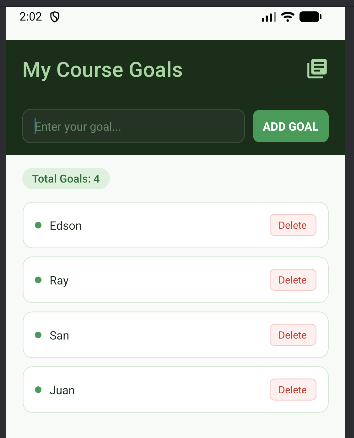 2:02
My Course Goals
Enter your goal...
ADD GOAL
Total Goals: 4
Edson
Delete
Ray
Delete
San
Delete
Juan
Delete